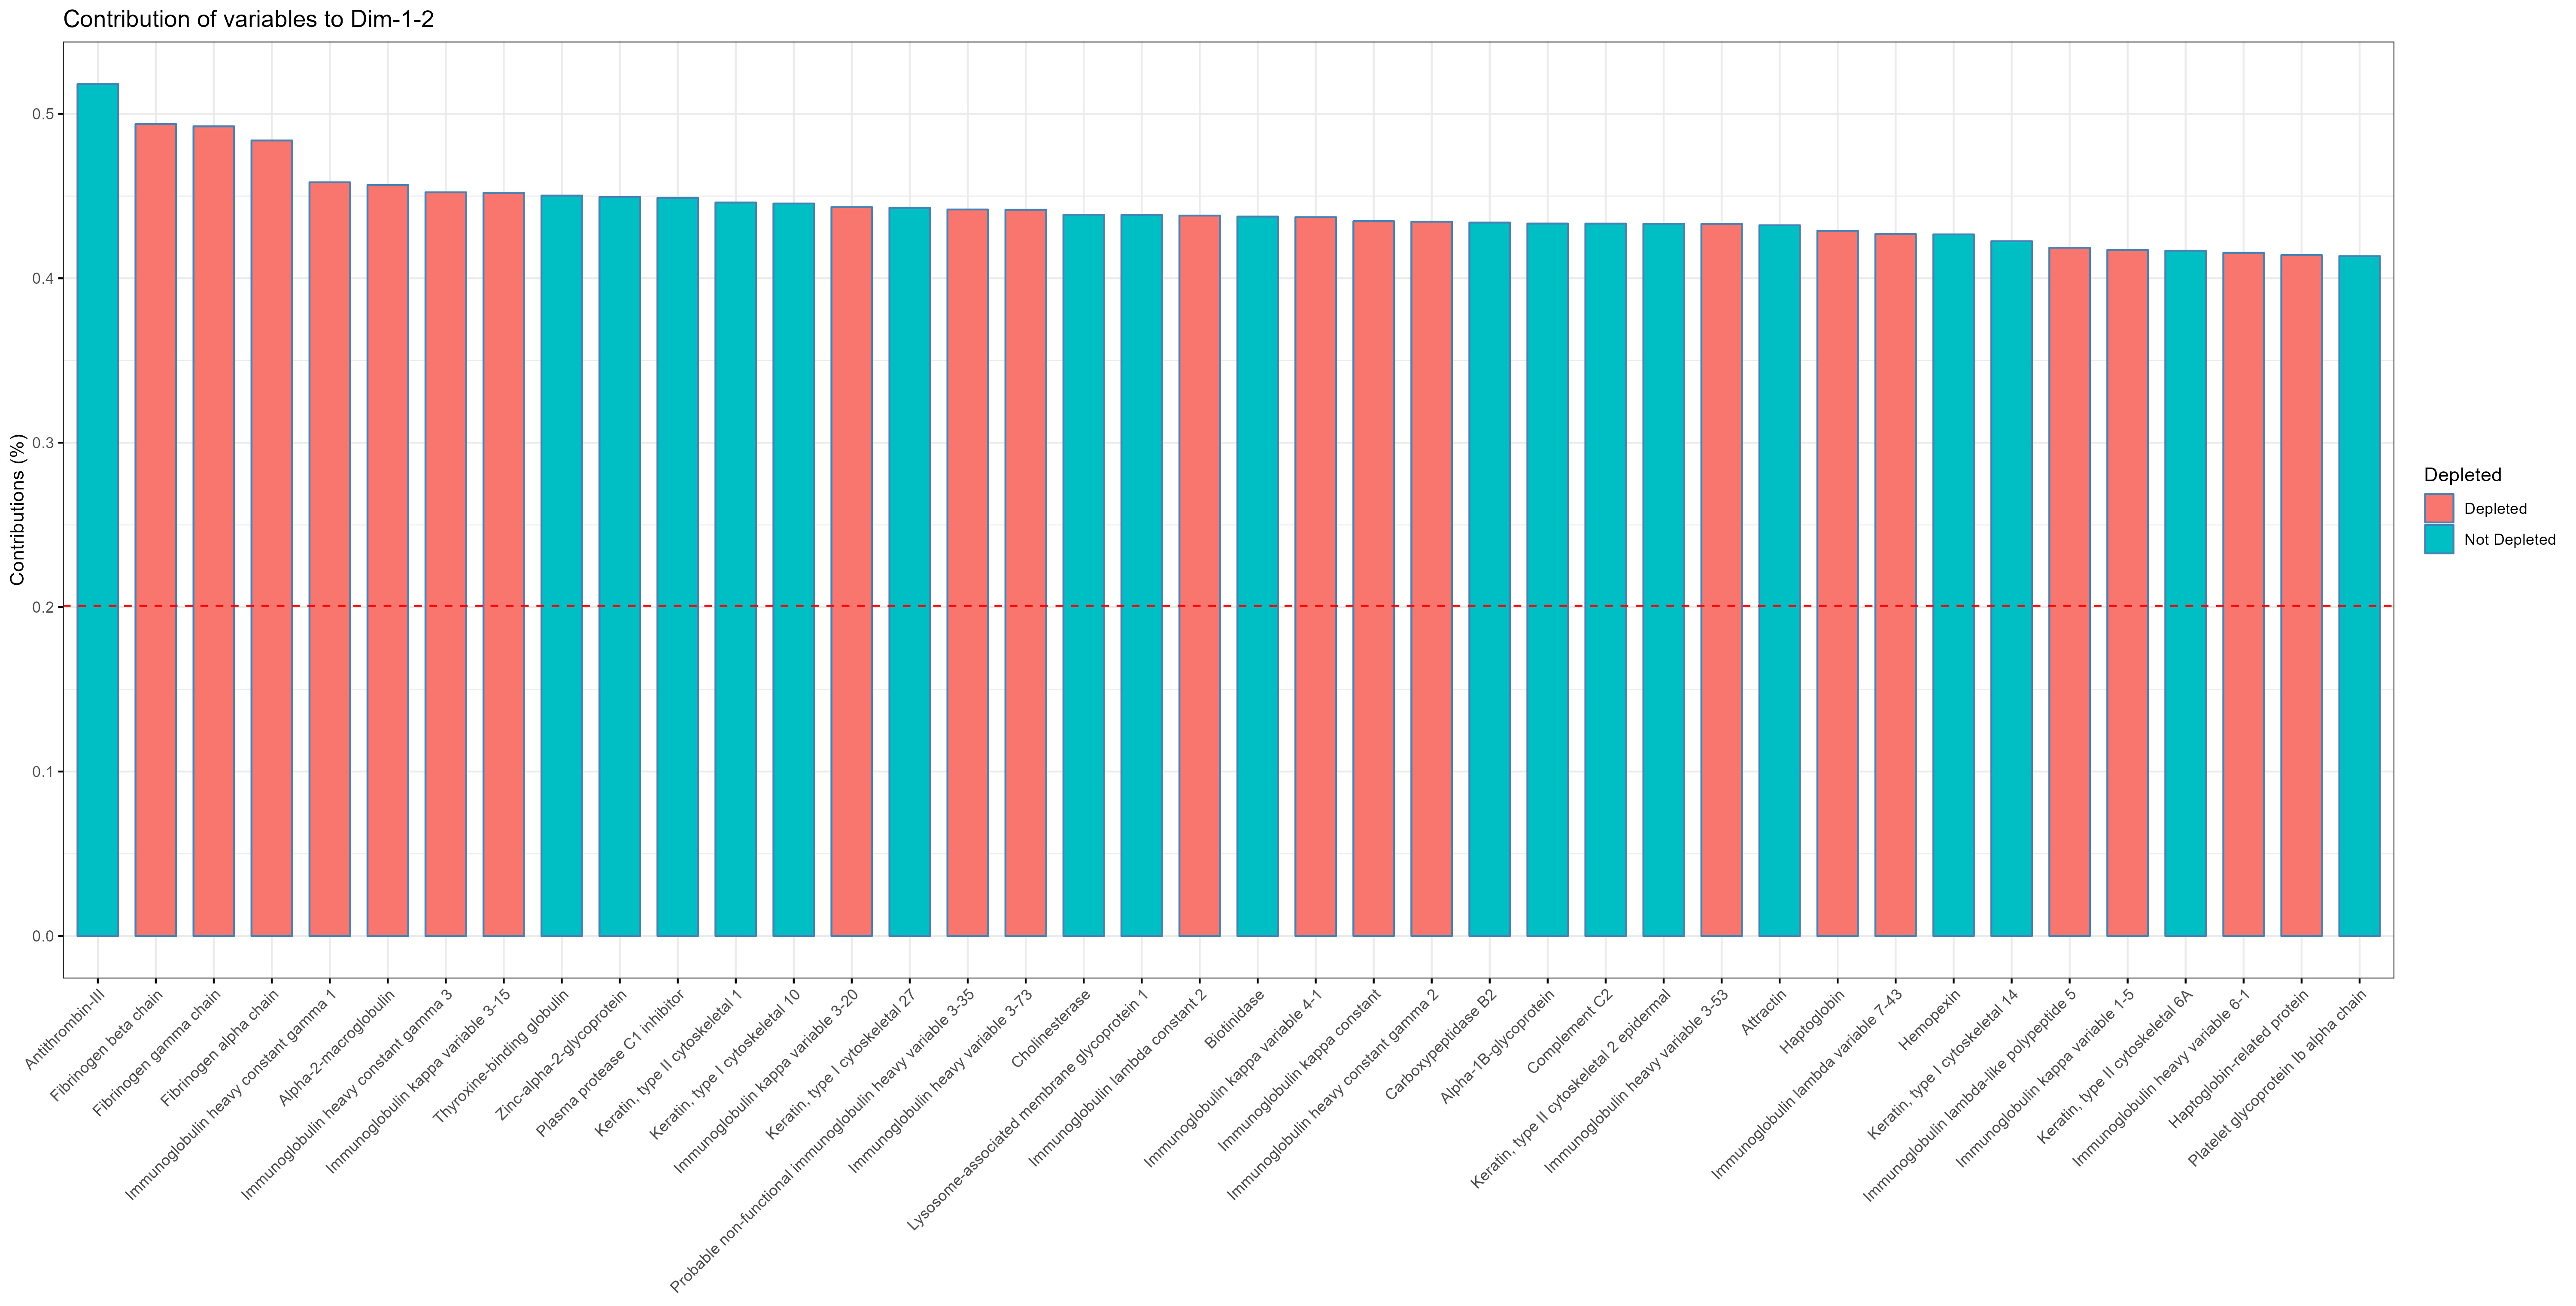 Contribution of variables to Dim-1-2
Contributions (%)
0.5
0.4
0.3
0.2
0.1
0.0
Antithrombin-III
Fibrinogen beta chain
Fibrinogen gamma chain
Fibrinogen alpha chain
Immunoglobulin heavy constant gamma 1
Alpha-2-macroglobulin
Immunoglobulin heavy constant gamma 3
Immunoglobulin kappa variable 3-15
Thyroxine-binding globulin
Zinc-alpha-2-glycoprotein
Plasma protease C1 inhibitor
Keratin, type II cytoskeletal 1
Keratin, type I cytoskeletal 10
Immunoglobulin kappa variable 3-20
Keratin, type I cytoskeletal 27
Probable non-functional immunoglobulin heavy variable 3-35
Immunoglobulin heavy variable 3-73
Cholinesterase
Lysosome-associated membrane glycoprotein 1
Immunoglobulin lambda constant 2
Biotinidase
Immunoglobulin kappa variable 4-1
Immunoglobulin kappa constant
Immunoglobulin heavy constant gamma 2
Carboxypeptidase B2
Alpha-1B-glycoprotein
Complement C2
Keratin, type II cytoskeletal 2 epidermal
Immunoglobulin heavy variable 3-53
Attractin
Haptoglobin
Immunoglobulin lambda variable 7-43
Hemopexin
Keratin, type I cytoskeletal 14
Immunoglobulin lambda-like polypeptide 5
Immunoglobulin kappa variable 1-5
Keratin, type II cytoskeletal 6A
Immunoglobulin heavy variable 6-1
Haptoglobin-related protein
Platelet glycoprotein Ib alpha chain
Depleted
Depleted
Not Depleted